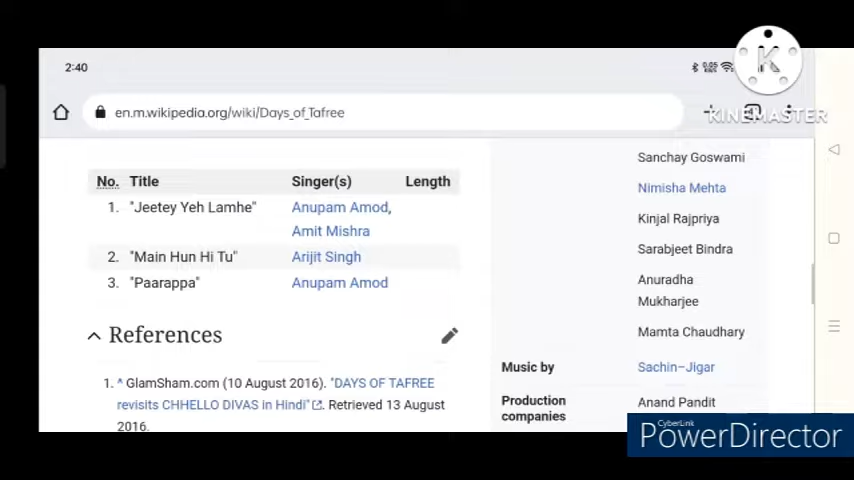 2:40
0.05
KINEMASTER
en.m.wikipedia.org/wiki/Days_of_Tafree
No. Title Singer(s) Length
1. "Jeetey Yeh Lamhe" Anupam Amod,
Amit Mishra
2. "Main Hun Hi Tu" Arijit Singh
3. "Paarappa" Anupam Amod
References
1. ^ GlamSham.com (10 August 2016). "DAYS OF TAFREE
revisits CHHELLO DIVAS in Hindi". Retrieved 13 August
2016.
Sanchay Goswami
Nimisha Mehta
Kinjal Rajpriya
Sarabjeet Bindra
Anuradha
Mukharjee
Mamta Chaudhary
Music by Sachin–Jigar
Production Anand Pandit
companies
CyberLink
PowerDirector